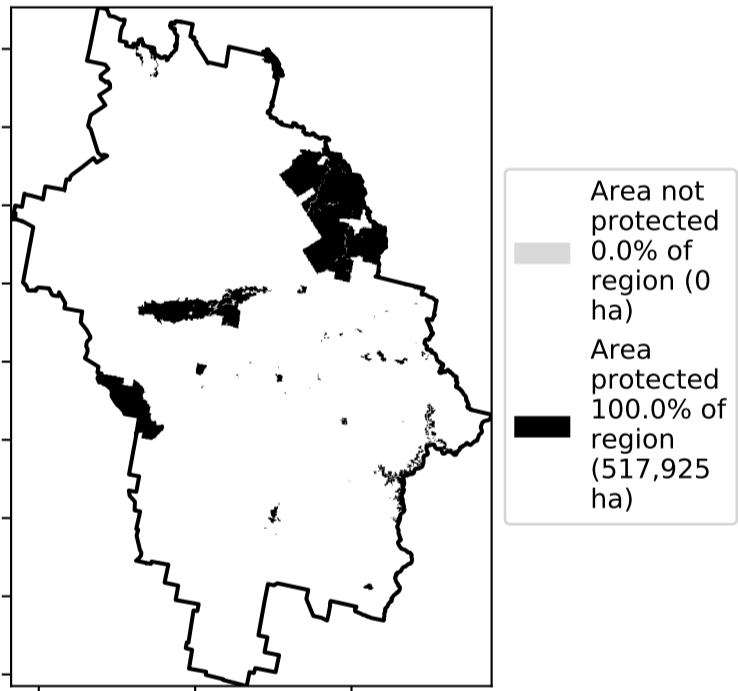 Area not
protected
0.0% of
region (0
ha)
Area
protected
100.0% of
region
(517,925
ha)